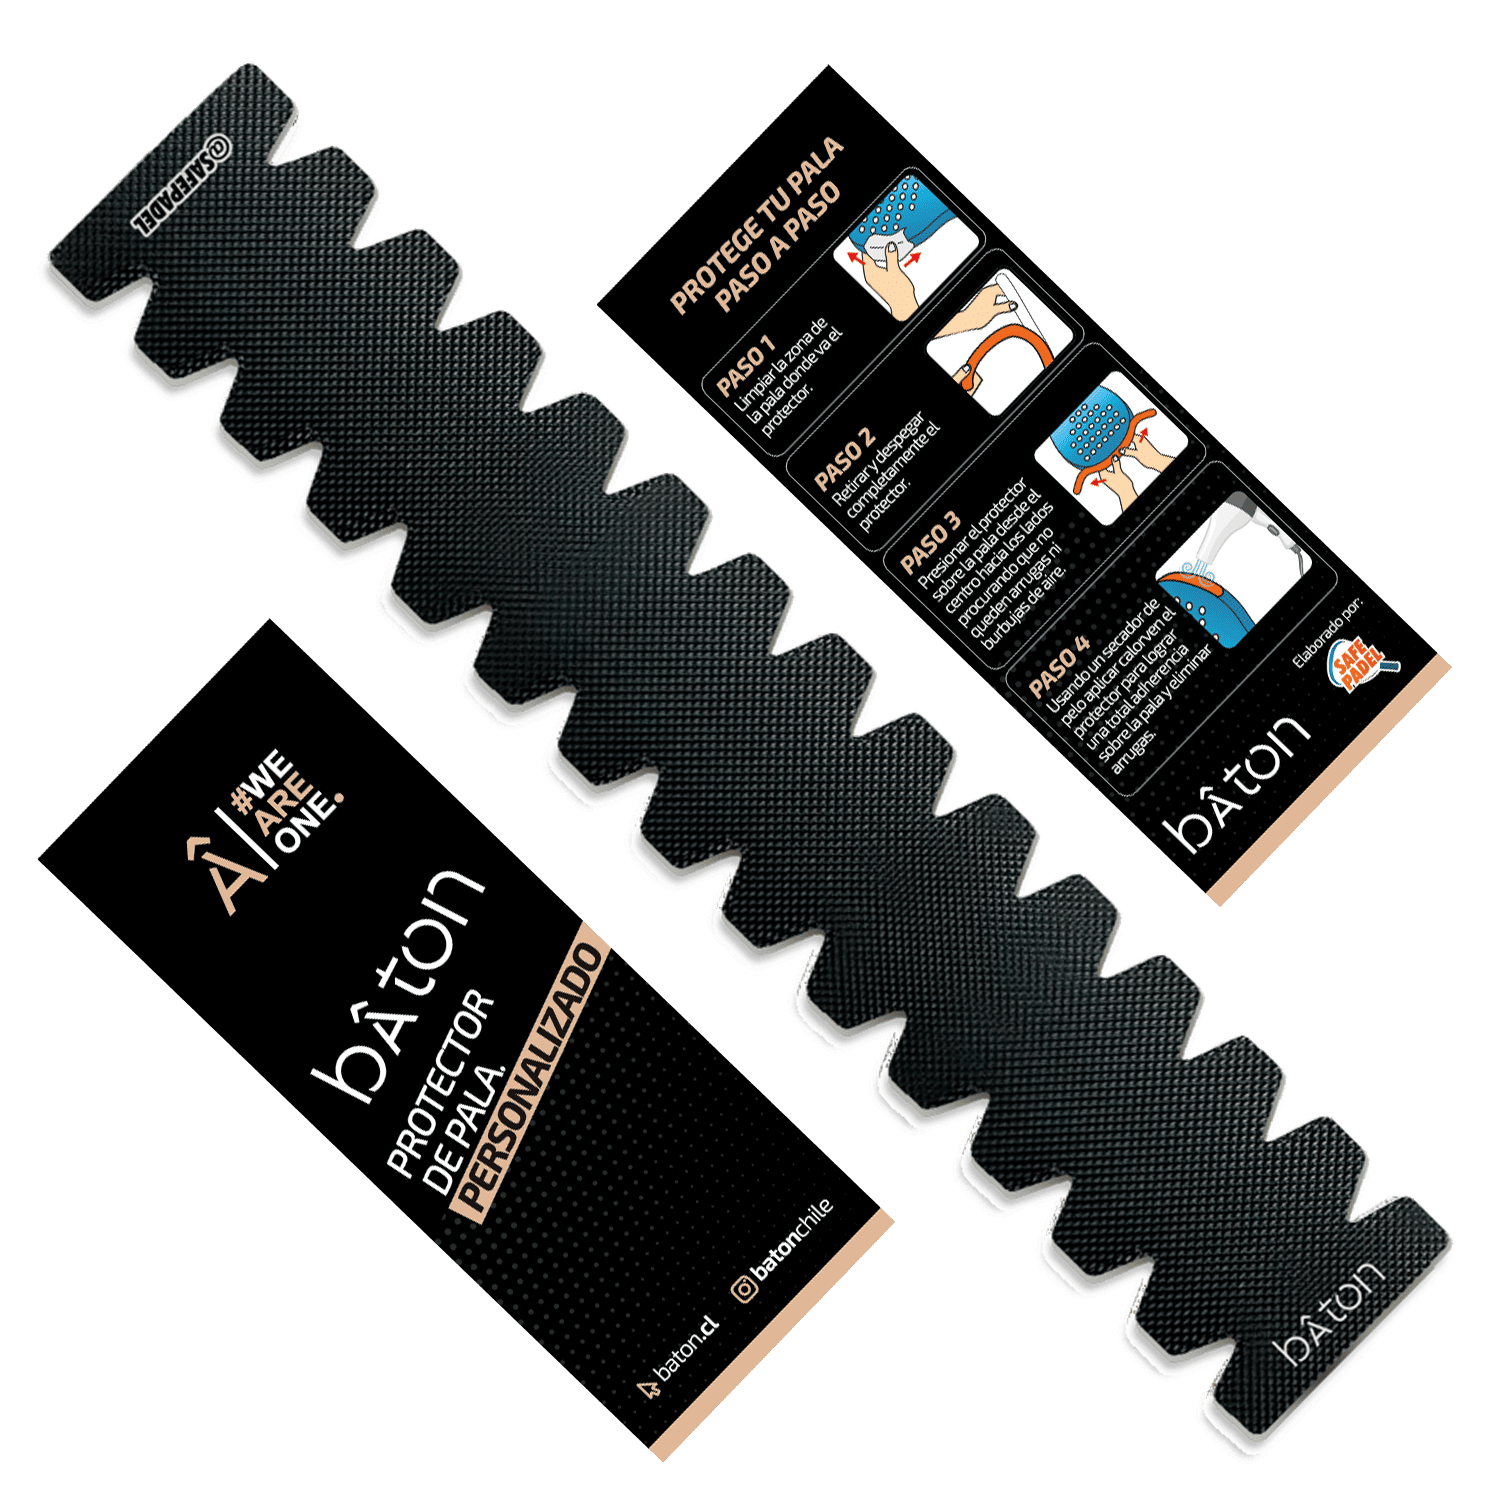 @SAFEPADEL
PROTEGE TU PALA
PASO A PASO
PASO 1
Limpiar la zona de
la pala donde va el
protector.
PASO 2
Retirar y despegar
completamente el
protector.
PASO 3
Presionar el protector
sobre la pala desde el
centro hacia los lados
procurando que no
queden arrugas ni
burbujas de aire.
PASO 4
Usando un secador de
pelo aplicar calor ven el
protector para lograr
una total adherencia
sobre la pala y eliminar
arrugas.
Elaborado por:
SAFE
PADEL
bâton
Â
#WE
ARE
ONE.
bâton
PROTECTOR
DE PALA.
PERSONALIZADO
baton.cl
batonchile
bâton